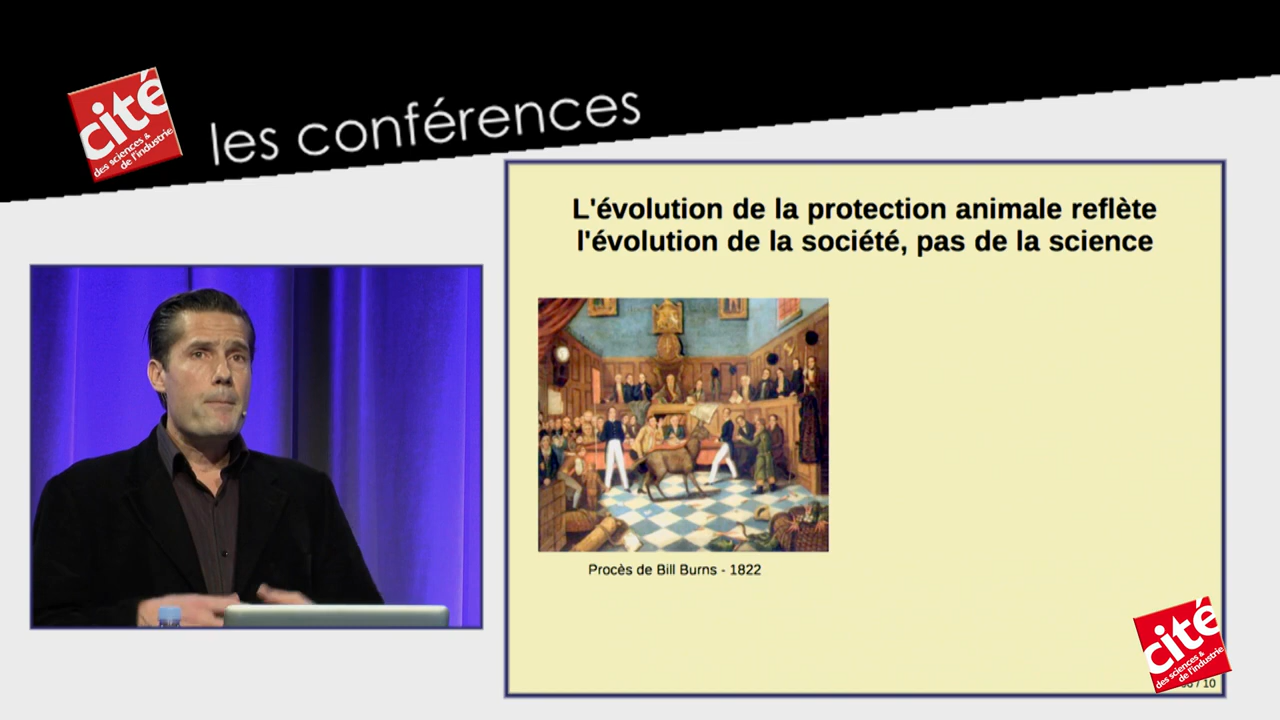 cité
des sciences &
de l'industrie
les conférences
L'évolution de la protection animale reflète
l'évolution de la société, pas de la science
Procès de Bill Burns - 1822
cité
des sciences &
de l'industrie
/ 10